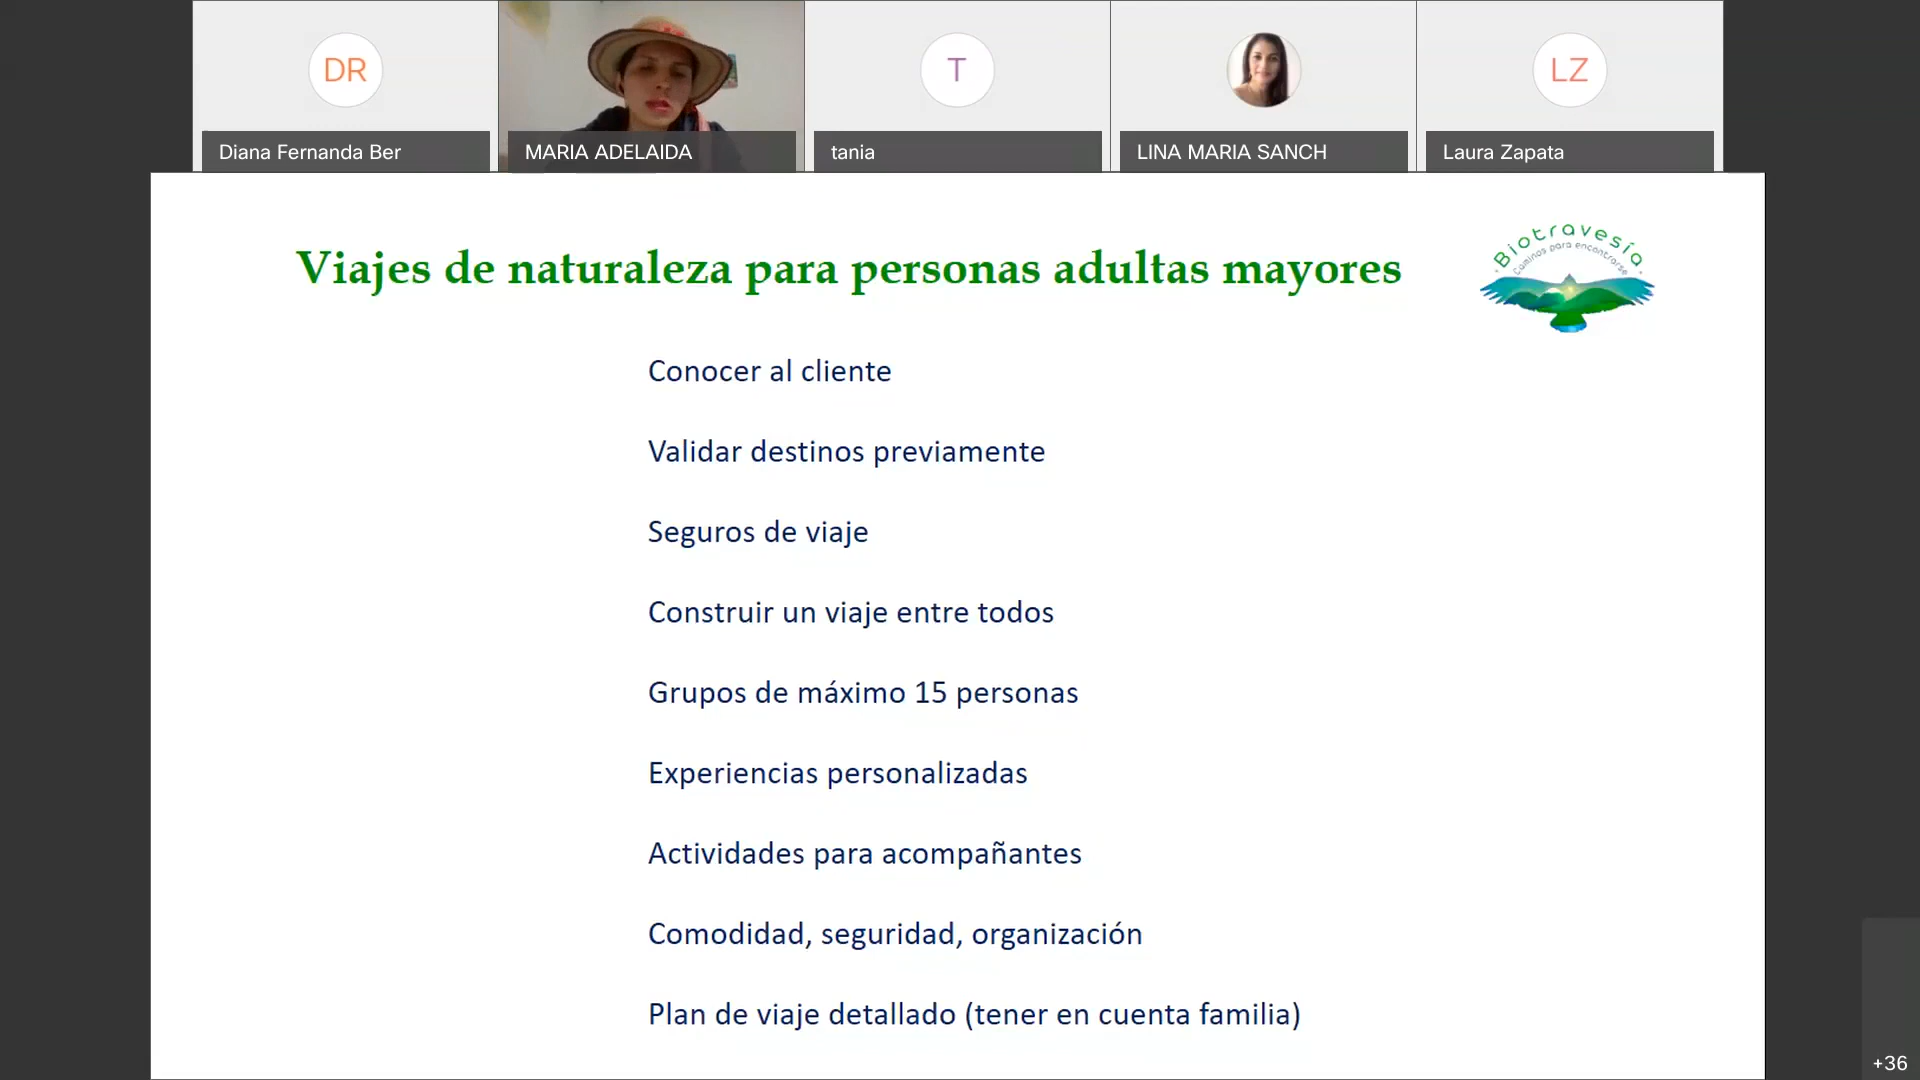 DR
T
LZ
Diana Fernanda Ber
MARIA ADELAIDA
tania
LINA MARIA SANCH
Laura Zapata
Biotravesía
Caminos para encontrarse
Viajes de naturaleza para personas adultas mayores
Conocer al cliente
Validar destinos previamente
Seguros de viaje
Construir un viaje entre todos
Grupos de máximo 15 personas
Experiencias personalizadas
Actividades para acompañantes
Comodidad, seguridad, organización
Plan de viaje detallado (tener en cuenta familia)
+36